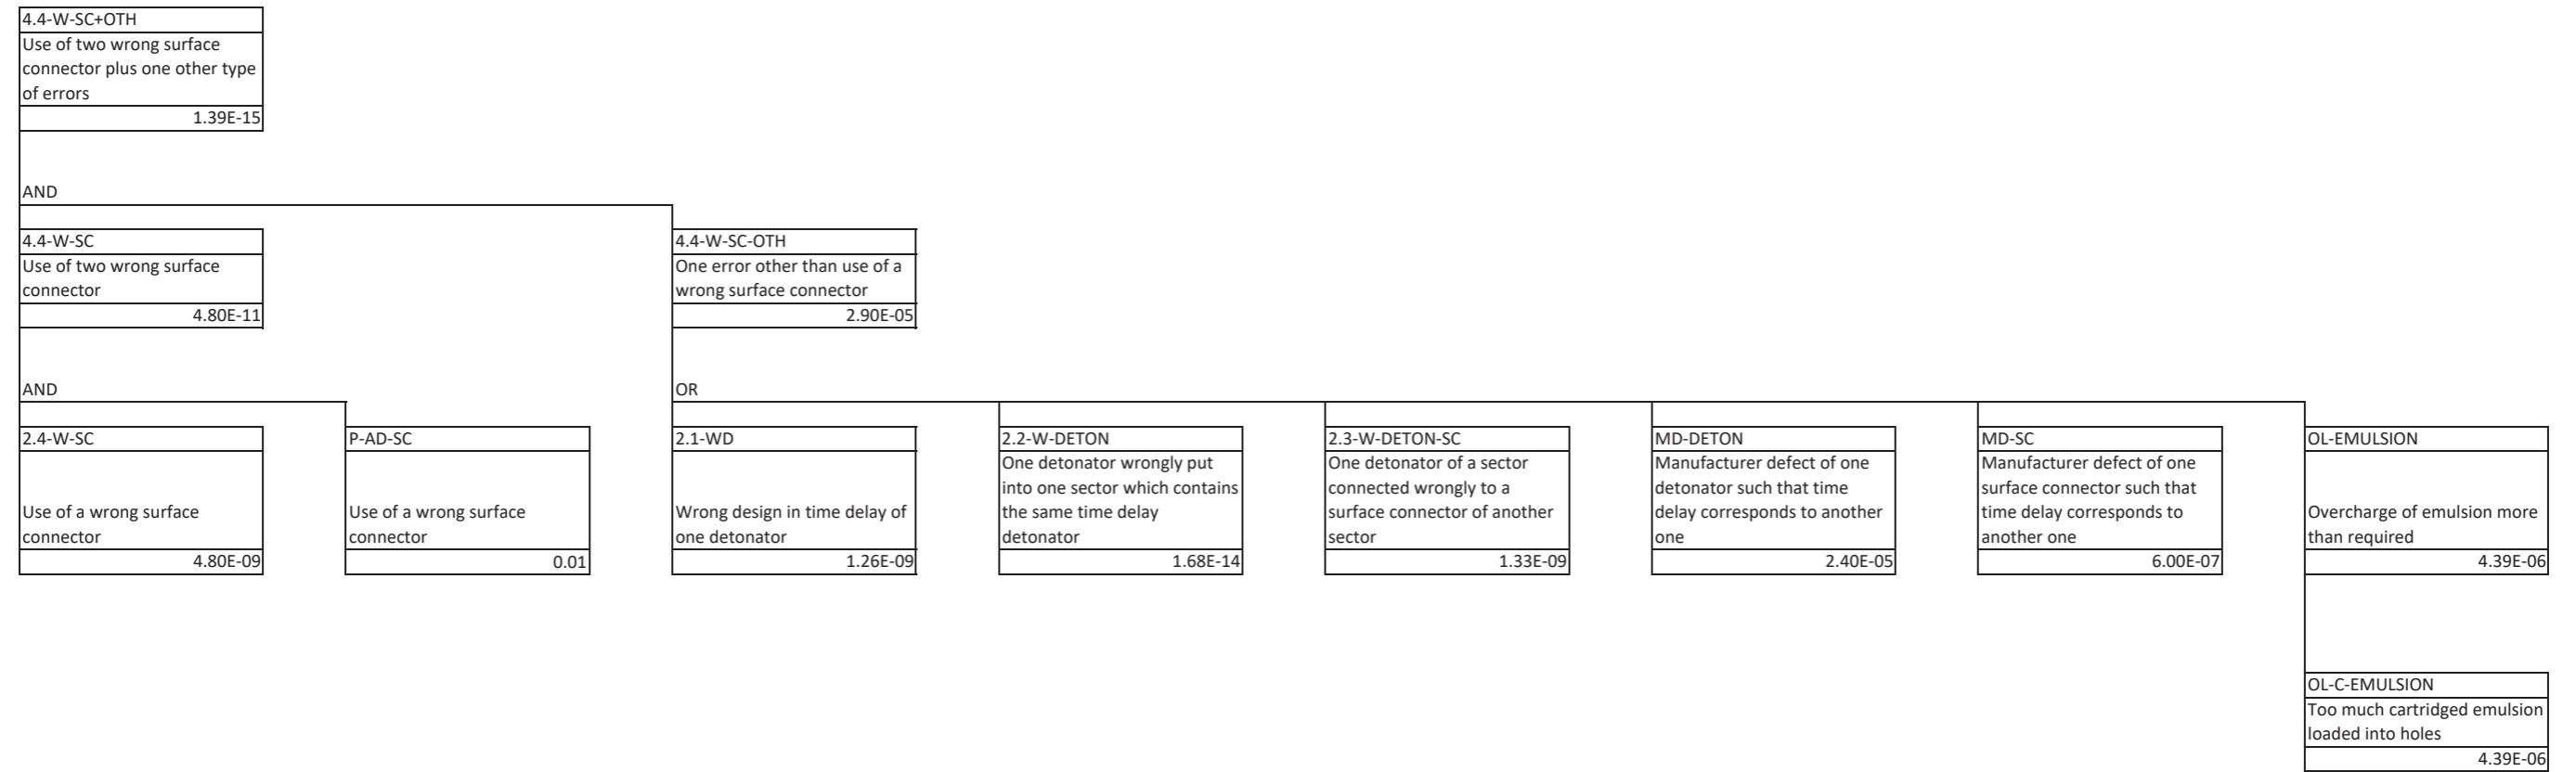 4.4-W-SC+OTH
Use of two wrong surface
connector plus one other type
of errors
1.39E-15
AND
4.4-W-SC
Use of two wrong surface
connector
4.80E-11
4.4-W-SC-OTH
One error other than use of a
wrong surface connector
2.90E-05
AND
OR
2.4-W-SC
Use of a wrong surface
connector
4.80E-09
P-AD-SC
Use of a wrong surface
connector
0.01
2.1-WD
Wrong design in time delay of
one detonator
1.26E-09
2.2-W-DETON
One detonator wrongly put
into one sector which contains
the same time delay
detonator
1.68E-14
2.3-W-DETON-SC
One detonator of a sector
connected wrongly to a
surface connector of another
sector
1.33E-09
MD-DETON
Manufacturer defect of one
detonator such that time
delay corresponds to another
one
2.40E-05
MD-SC
Manufacturer defect of one
surface connector such that
time delay corresponds to
another one
6.00E-07
OL-EMULSION
Overcharge of emulsion more
than required
4.39E-06
OL-C-EMULSION
Too much cartridged emulsion
loaded into holes
4.39E-06